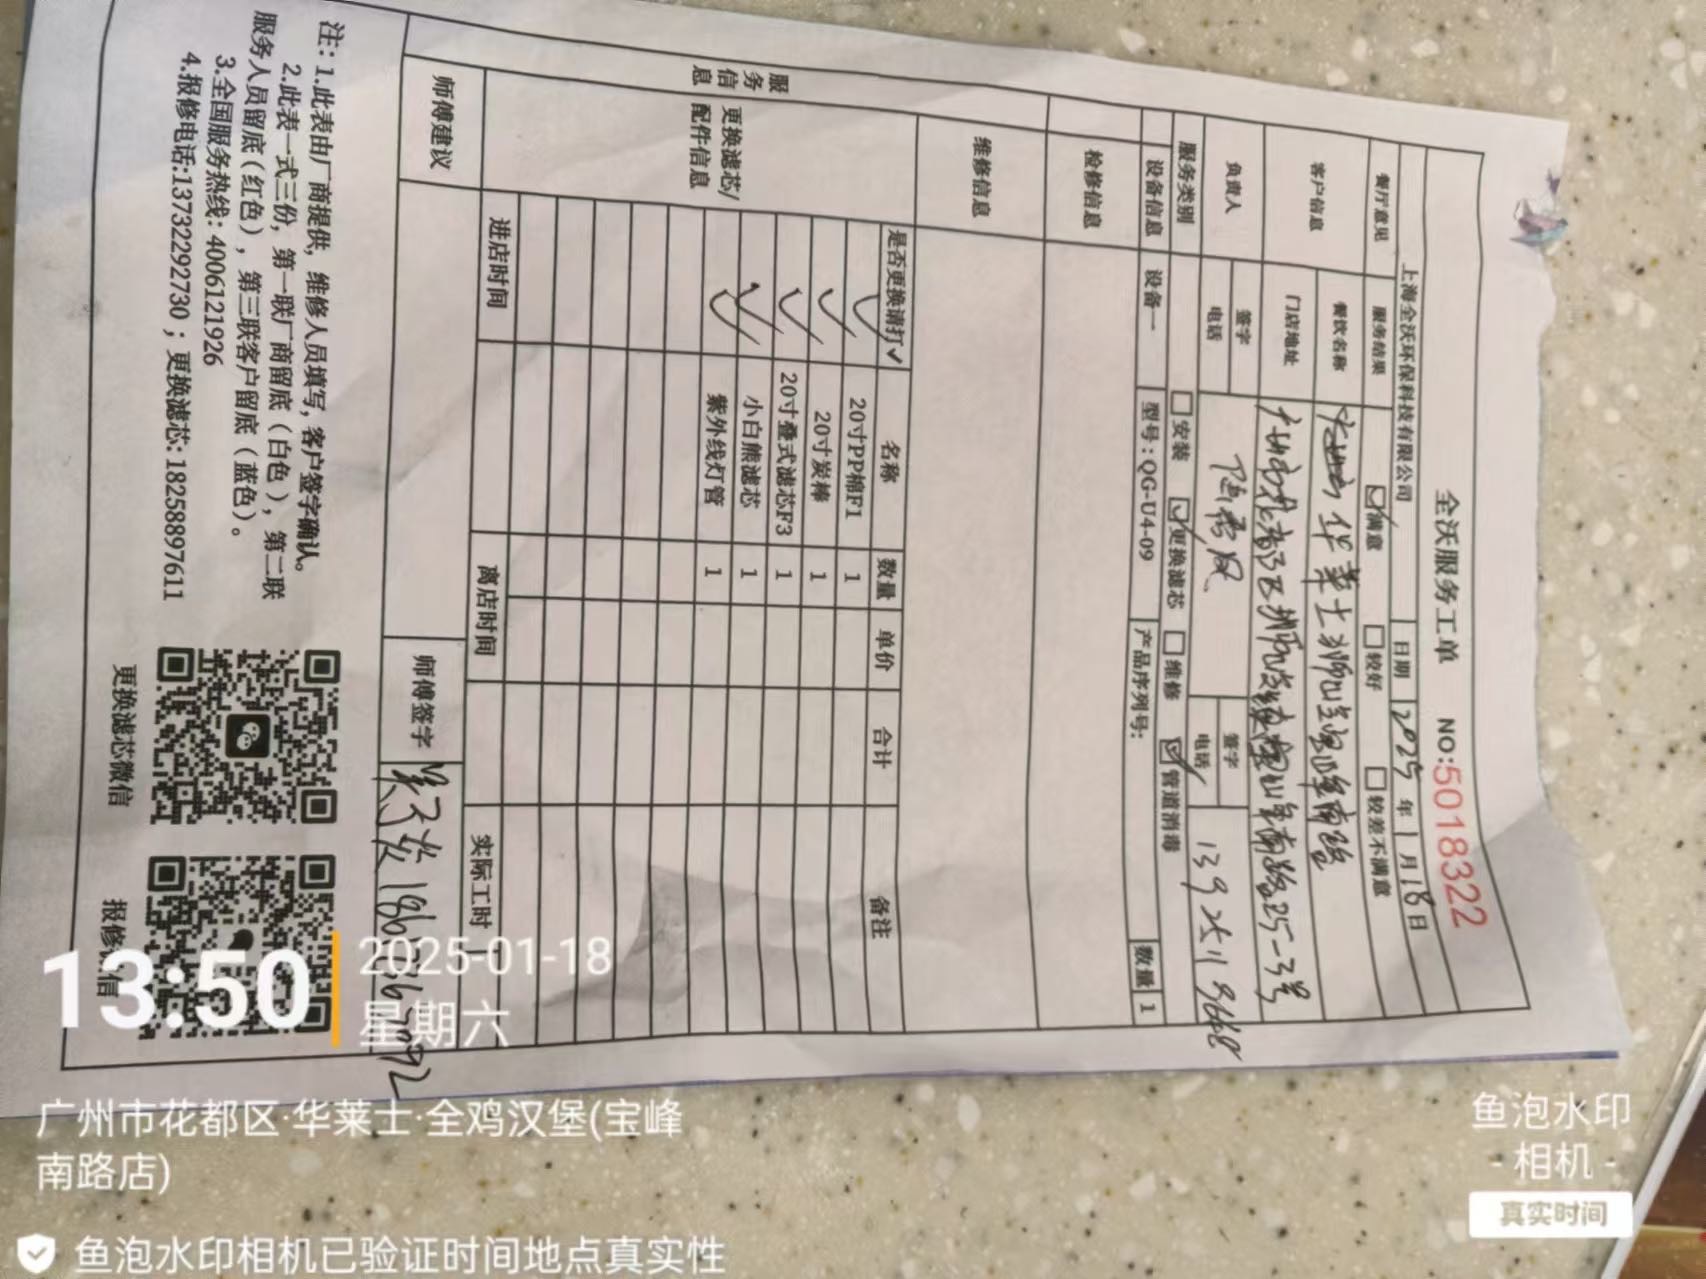 全沃服务工单 NO:5018322
上海全沃环保科技有限公司 日期 2025 年 1 月 18 日
餐厅意见 服务结果 满意 较好 较差不满意
客户信息 餐饮名称 华莱士
门店地址 35-3号
负责人 签字 电话 签字 电话 139 2511 9668
服务类别 安装 更换滤芯 维修 管道消毒
设备信息 设备一 型号:QG-U4-09 产品序列号: 数量 1
检修信息
服务信息
维修信息
更换滤芯/配件信息
是否更换请打✓ 名称 数量 单价 合计 备注
✓ 20寸PP棉F1 1
✓ 20寸炭棒 1
✓ 20寸叠式滤芯F3 1
✓ 小白熊滤芯 1
✓ 紫外线灯管 1
进店时间 离店时间 实际工时
师傅建议 师傅签字
注:1.此表由厂商提供,维修人员填写,客户签字确认。
2.此表一式三份,第一联厂商留底(白色),第二联
服务人员留底(红色),第三联客户留底(蓝色)。
3.全国服务热线:4006121926
4.报修电话:13732292730;更换滤芯:18258897611
更换滤芯微信
报修微信
13:50
2025-01-18
星期六
广州市花都区·华莱士·全鸡汉堡(宝峰
南路店)
鱼泡水印相机已验证时间地点真实性
鱼泡水印
- 相机 -
真实时间